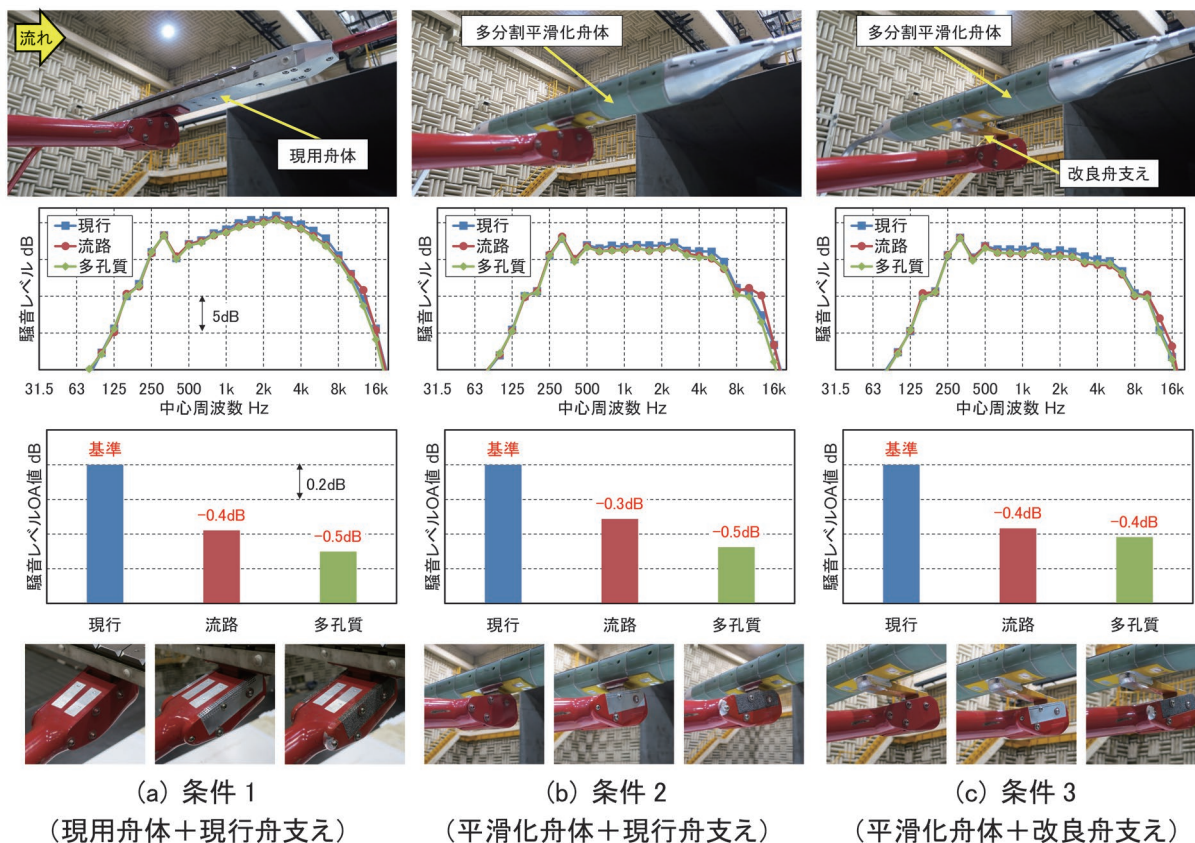 流れ
現用舟体
多分割平滑化舟体
多分割平滑化舟体
改良舟支え
騒音レベル dB
現行
流路
多孔質
5dB
31.5 63 125 250 500 1k 2k 4k 8k 16k
中心周波数 Hz
騒音レベル dB
現行
流路
多孔質
31.5 63 125 250 500 1k 2k 4k 8k 16k
中心周波数 Hz
騒音レベル dB
現行
流路
多孔質
31.5 63 125 250 500 1k 2k 4k 8k 16k
中心周波数 Hz
騒音レベルOA値 dB
基準
0.2dB
−0.4dB
−0.5dB
現行 流路 多孔質
騒音レベルOA値 dB
基準
−0.3dB
−0.5dB
現行 流路 多孔質
騒音レベルOA値 dB
基準
−0.4dB
−0.4dB
現行 流路 多孔質
(a) 条件 1
(現用舟体+現行舟支え)
(b) 条件 2
(平滑化舟体+現行舟支え)
(c) 条件 3
(平滑化舟体+改良舟支え)